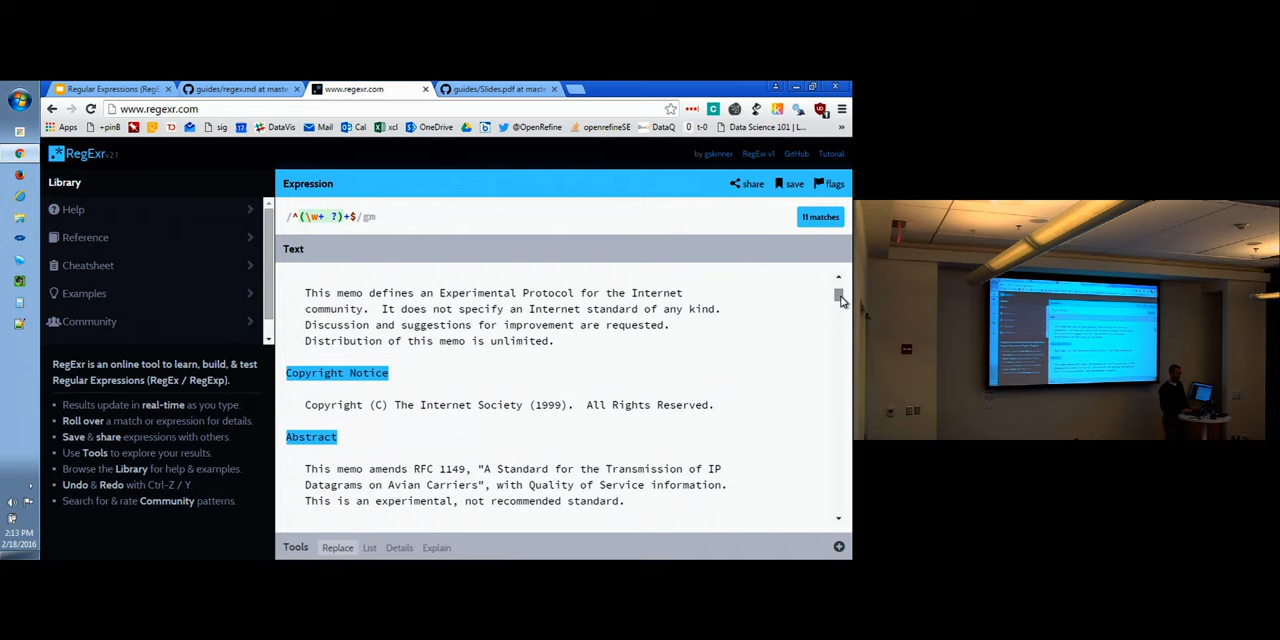 Regular Expressions (Reg
guides/regex.md at maste
www.regexr.com
guides/Slides.pdf at maste
www.regexr.com
Apps
+pinB
TD
sig
17
DataVis
Mail
Cal
xcl
OneDrive
@OpenRefine
openrefineSE
DataQ
t-0
Data Science 101 | L...
»
RegExr v2.1
by gskinner
RegExr v1
GitHub
Tutorial
Library
Expression
share
save
flags
Help
/^(\w+ ?)+$/gm
11 matches
Reference
Text
Cheatsheet
Examples
Community
This memo defines an Experimental Protocol for the Internet
community.  It does not specify an Internet standard of any kind.
Discussion and suggestions for improvement are requested.
Distribution of this memo is unlimited.
Copyright Notice
Copyright (C) The Internet Society (1999).  All Rights Reserved.
Abstract
This memo amends RFC 1149, "A Standard for the Transmission of IP
Datagrams on Avian Carriers", with Quality of Service information.
This is an experimental, not recommended standard.
RegExr is an online tool to learn, build, & test
Regular Expressions (RegEx / RegExp).
Results update in real-time as you type.
Roll over a match or expression for details.
Save & share expressions with others.
Use Tools to explore your results.
Browse the Library for help & examples.
Undo & Redo with Ctrl-Z / Y.
Search for & rate Community patterns.
Tools
Replace
List
Details
Explain
2:13 PM
2/18/2016